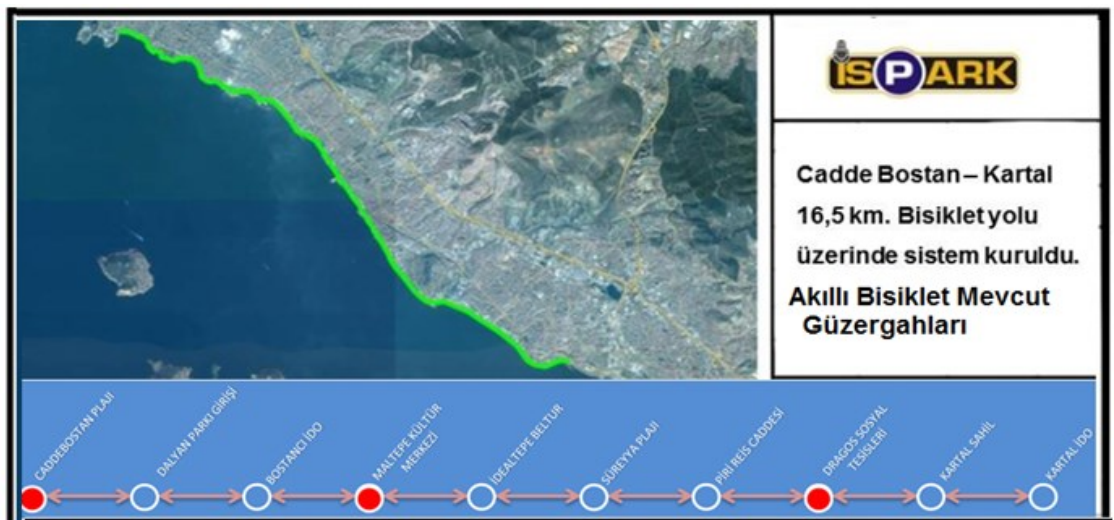 İSPARK
Cadde Bostan – Kartal
16,5 km. Bisiklet yolu
üzerinde sistem kuruldu.
Akıllı Bisiklet Mevcut
Güzergahları
CADDEBOSTAN PLAJI
DALYAN PARKI GİRİŞİ
BOSTANCI İDO
MALTEPE KÜLTÜR
MERKEZİ
İDEALTEPE BELTUR
SÜREYYA PLAJI
PİRİ REİS CADDESİ
DRAGOS SOSYAL
TESİSLERİ
KARTAL SAHİL
KARTAL İDO